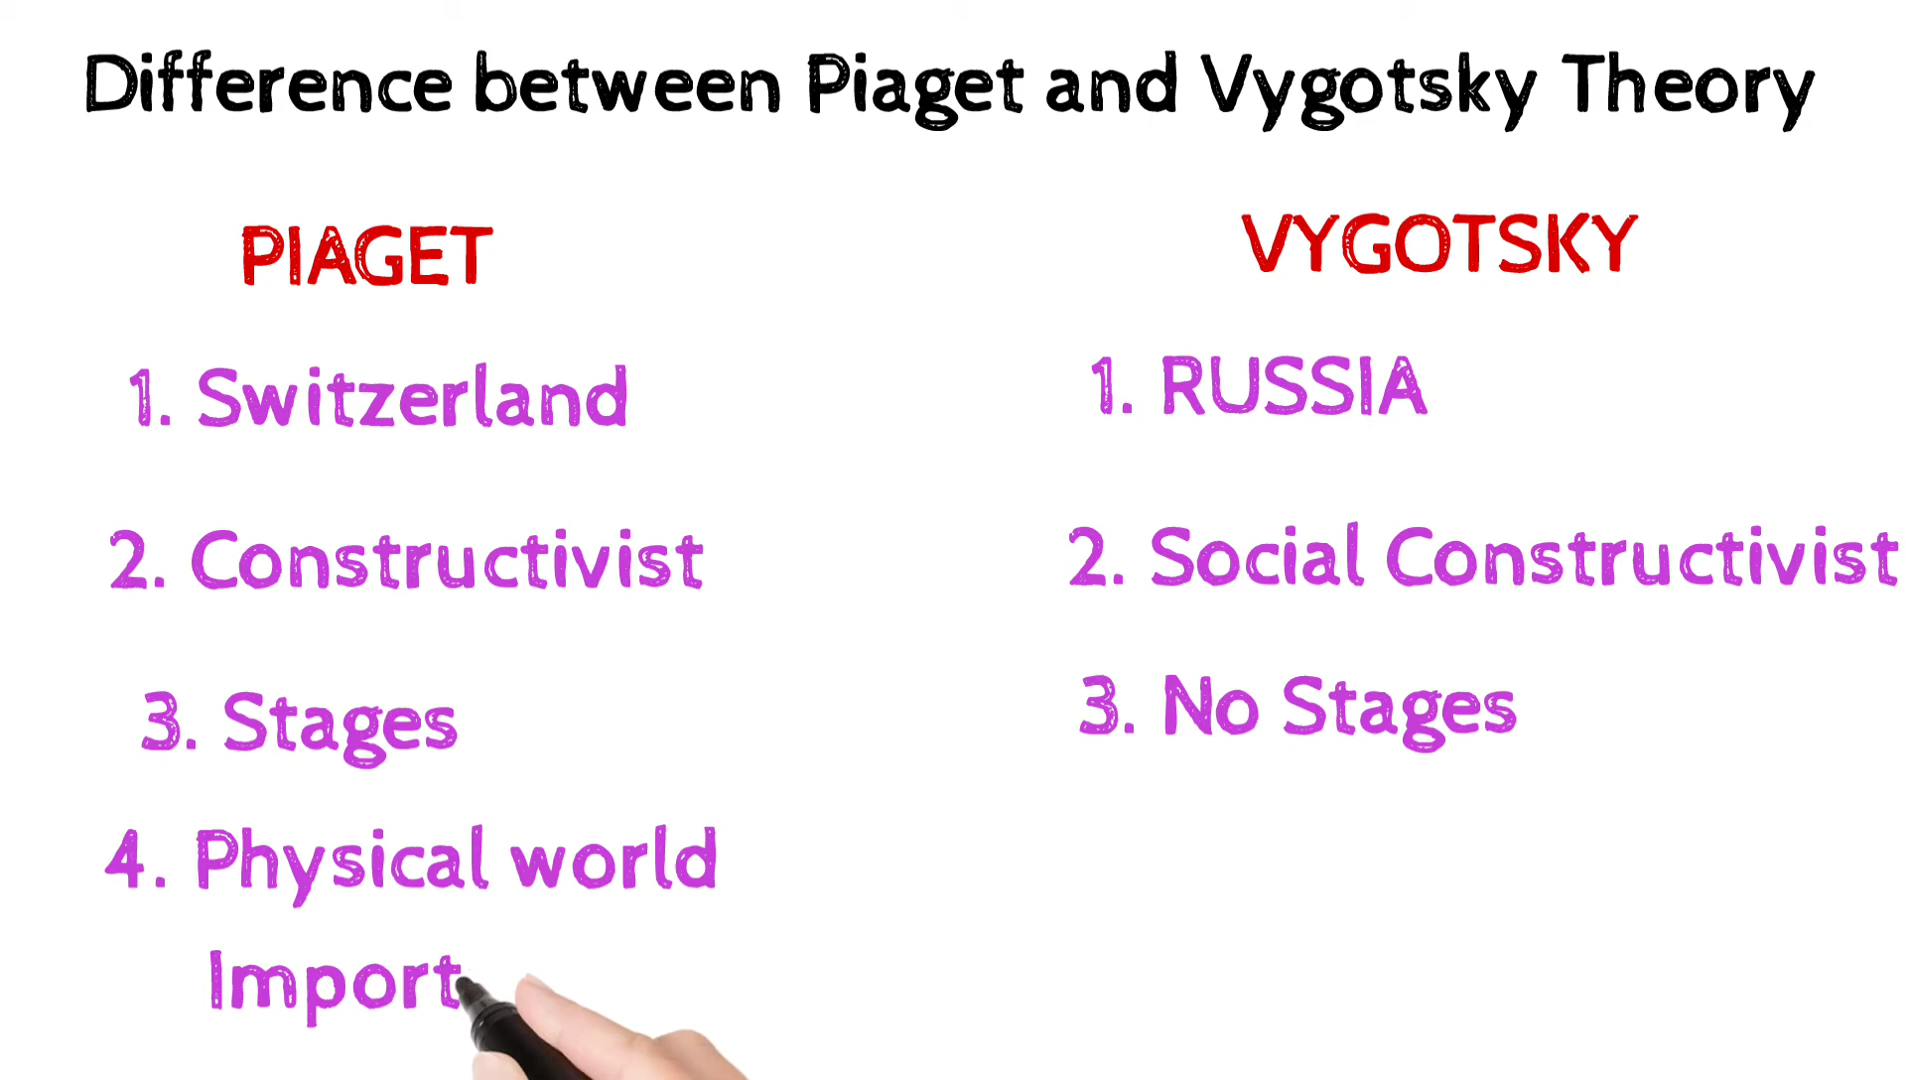 Difference between Piaget and Vygotsky Theory
PIAGET
1. Switzerland
2. Constructivist
3. Stages
4. Physical world
Import
VYGOTSKY
1. RUSSIA
2. Social Constructivist
3. No Stages